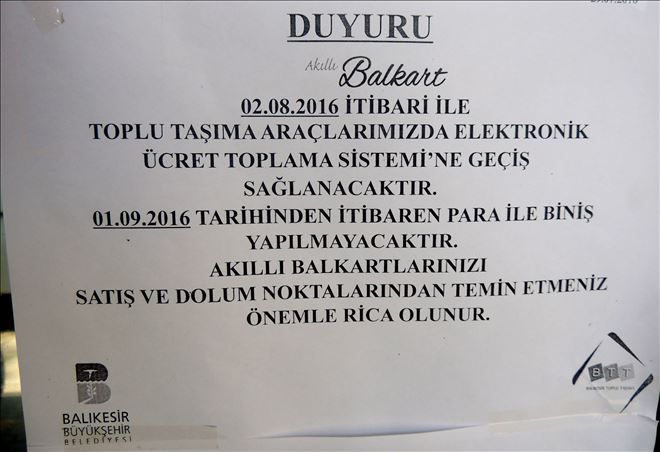 DUYURU
Akıllı Balkart
02.08.2016 İTİBARİ İLE
TOPLU TAŞIMA ARAÇLARIMIZDA ELEKTRONİK
ÜCRET TOPLAMA SİSTEMİ'NE GEÇİŞ
SAĞLANACAKTIR.
01.09.2016 TARİHİNDEN İTİBAREN PARA İLE BİNİŞ
YAPILMAYACAKTIR.
AKILLI BALKARTLARINIZI
SATIŞ VE DOLUM NOKTALARINDAN TEMİN ETMENİZ
ÖNEMLE RİCA OLUNUR.
BALIKESİR
BÜYÜKŞEHİR
BELEDİYESİ
BTT